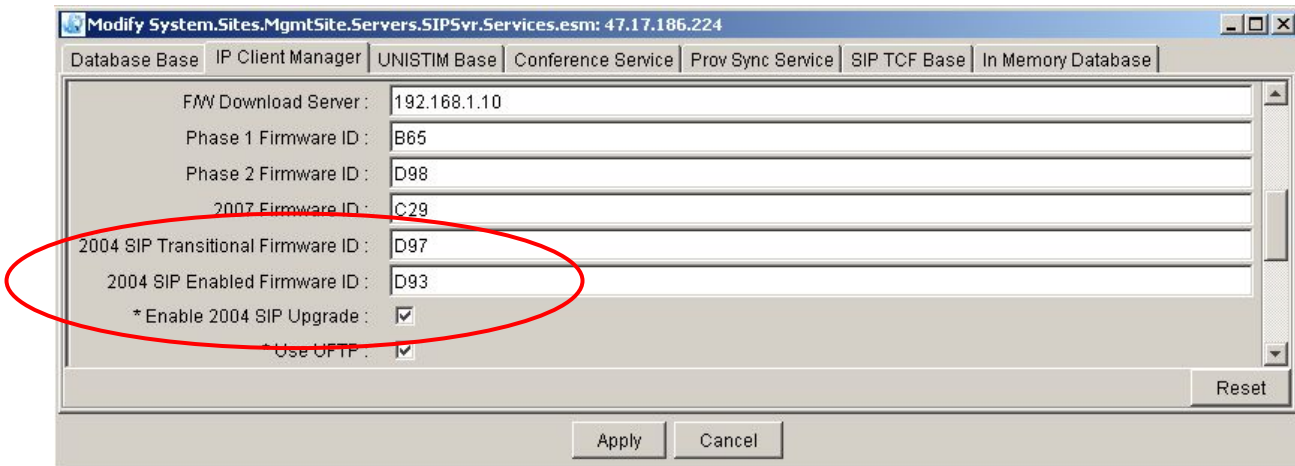 Modify System.Sites.MgmtSite.Servers.SIPSvr.Services.esm: 47.17.186.224
Database Base IP Client Manager UNISTIM Base Conference Service Prov Sync Service SIP TCF Base In Memory Database
F/W Download Server : 192.168.1.10
Phase 1 Firmware ID : B65
Phase 2 Firmware ID : D98
2007 Firmware ID : C29
2004 SIP Transitional Firmware ID : D97
2004 SIP Enabled Firmware ID : D93
* Enable 2004 SIP Upgrade :
* Use UFTP :
Reset
Apply Cancel